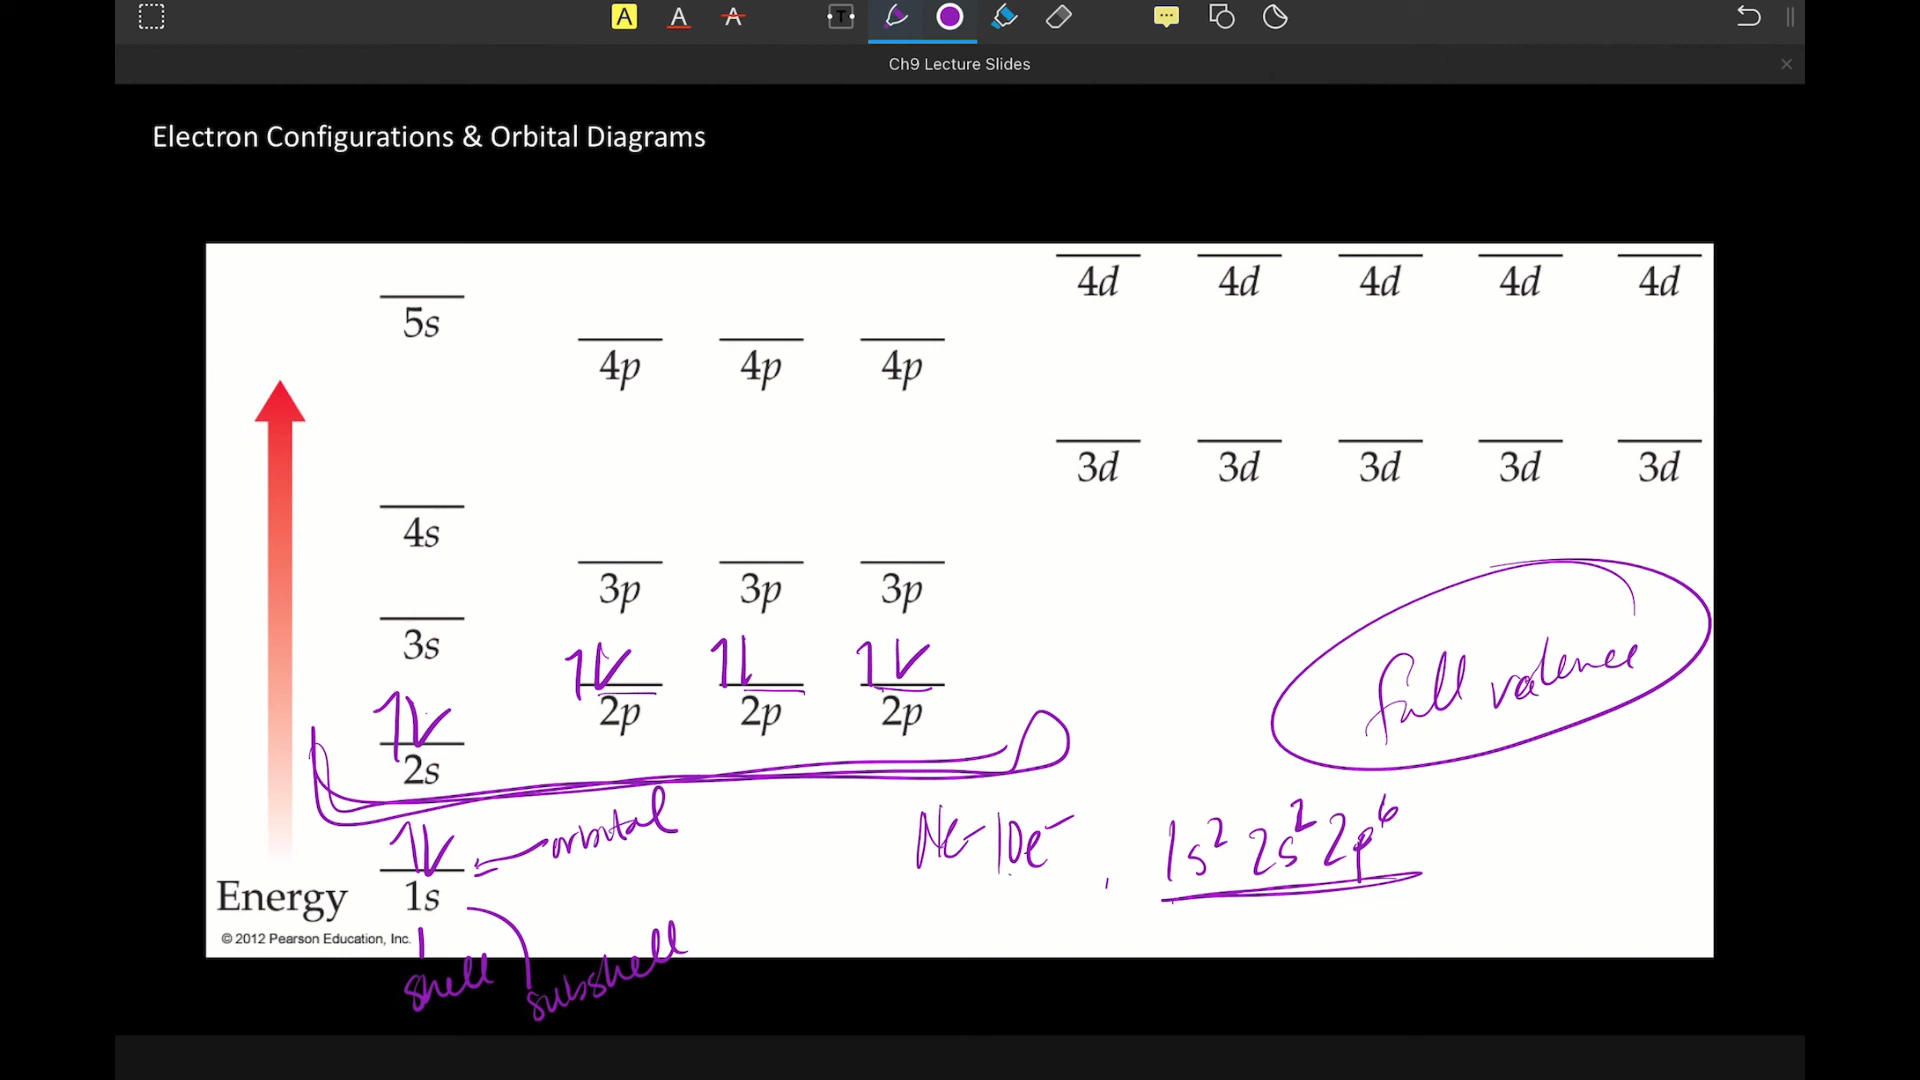 A A A T
Ch9 Lecture Slides
Electron Configurations & Orbital Diagrams
4d 4d 4d 4d 4d
5s
4p 4p 4p
3d 3d 3d 3d 3d
4s
3p 3p 3p
3s
full valence
2p 2p 2p
2s
orbital
Ne - 10e⁻ , 1s² 2s² 2p⁶
1s
Energy
© 2012 Pearson Education, Inc.
shell subshell